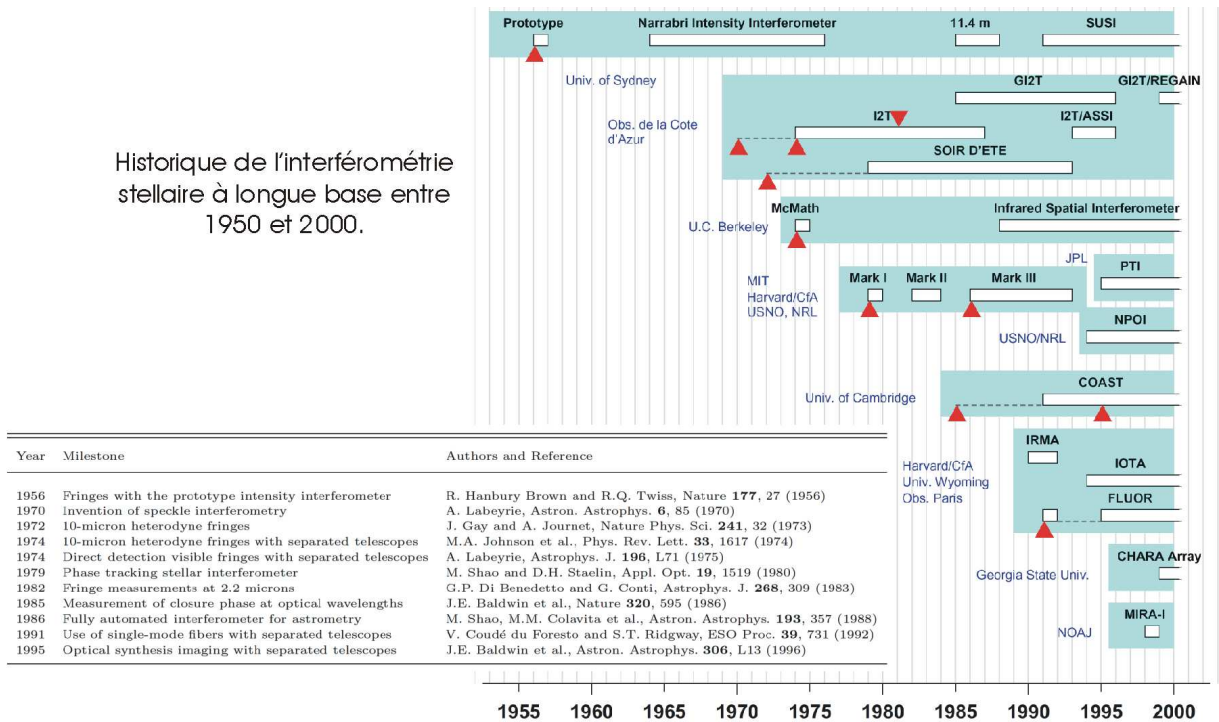 Prototype Narrabri Intensity Interferometer 11.4 m SUSI
Univ. of Sydney
GI2T GI2T/REGAIN
I2T I2T/ASSI
Obs. de la Cote
d'Azur
SOIR D'ETE
Historique de l'interférométrie
stellaire à longue base entre
1950 et 2000.
McMath Infrared Spatial Interferometer
U.C. Berkeley
JPL
PTI
MIT
Harvard/CfA
USNO, NRL
Mark I Mark II Mark III
NPOI
USNO/NRL
COAST
Univ. of Cambridge
IRMA
Harvard/CfA
Univ. Wyoming
Obs. Paris
IOTA
FLUOR
CHARA Array
Georgia State Univ.
MIRA-I
NOAJ
Year Milestone Authors and Reference
1956 Fringes with the prototype intensity interferometer R. Hanbury Brown and R.Q. Twiss, Nature 177, 27 (1956)
1970 Invention of speckle interferometry A. Labeyrie, Astron. Astrophys. 6, 85 (1970)
1972 10-micron heterodyne fringes J. Gay and A. Journet, Nature Phys. Sci. 241, 32 (1973)
1974 10-micron heterodyne fringes with separated telescopes M.A. Johnson et al., Phys. Rev. Lett. 33, 1617 (1974)
1974 Direct detection visible fringes with separated telescopes A. Labeyrie, Astrophys. J. 196, L71 (1975)
1979 Phase tracking stellar interferometer M. Shao and D.H. Staelin, Appl. Opt. 19, 1519 (1980)
1982 Fringe measurements at 2.2 microns G.P. Di Benedetto and G. Conti, Astrophys. J. 268, 309 (1983)
1985 Measurement of closure phase at optical wavelengths J.E. Baldwin et al., Nature 320, 595 (1986)
1986 Fully automated interferometer for astrometry M. Shao, M.M. Colavita et al., Astron. Astrophys. 193, 357 (1988)
1991 Use of single-mode fibers with separated telescopes V. Coudé du Foresto and S.T. Ridgway, ESO Proc. 39, 731 (1992)
1995 Optical synthesis imaging with separated telescopes J.E. Baldwin et al., Astron. Astrophys. 306, L13 (1996)
1955 1960 1965 1970 1975 1980 1985 1990 1995 2000